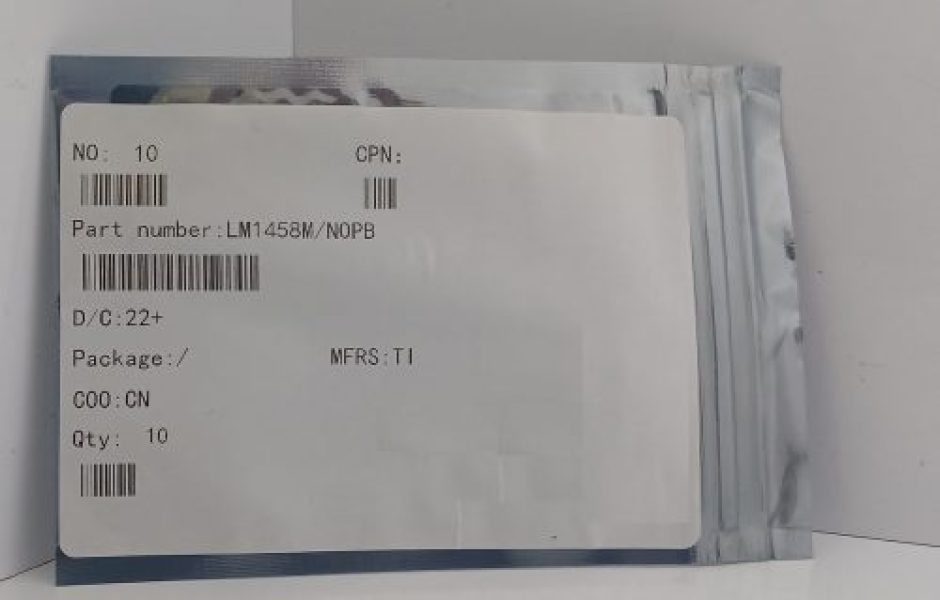 NO: 10 CPN:
Part number:LM1458M/NOPB
D/C:22+
Package:/ MFRS:TI
COO:CN
Qty: 10